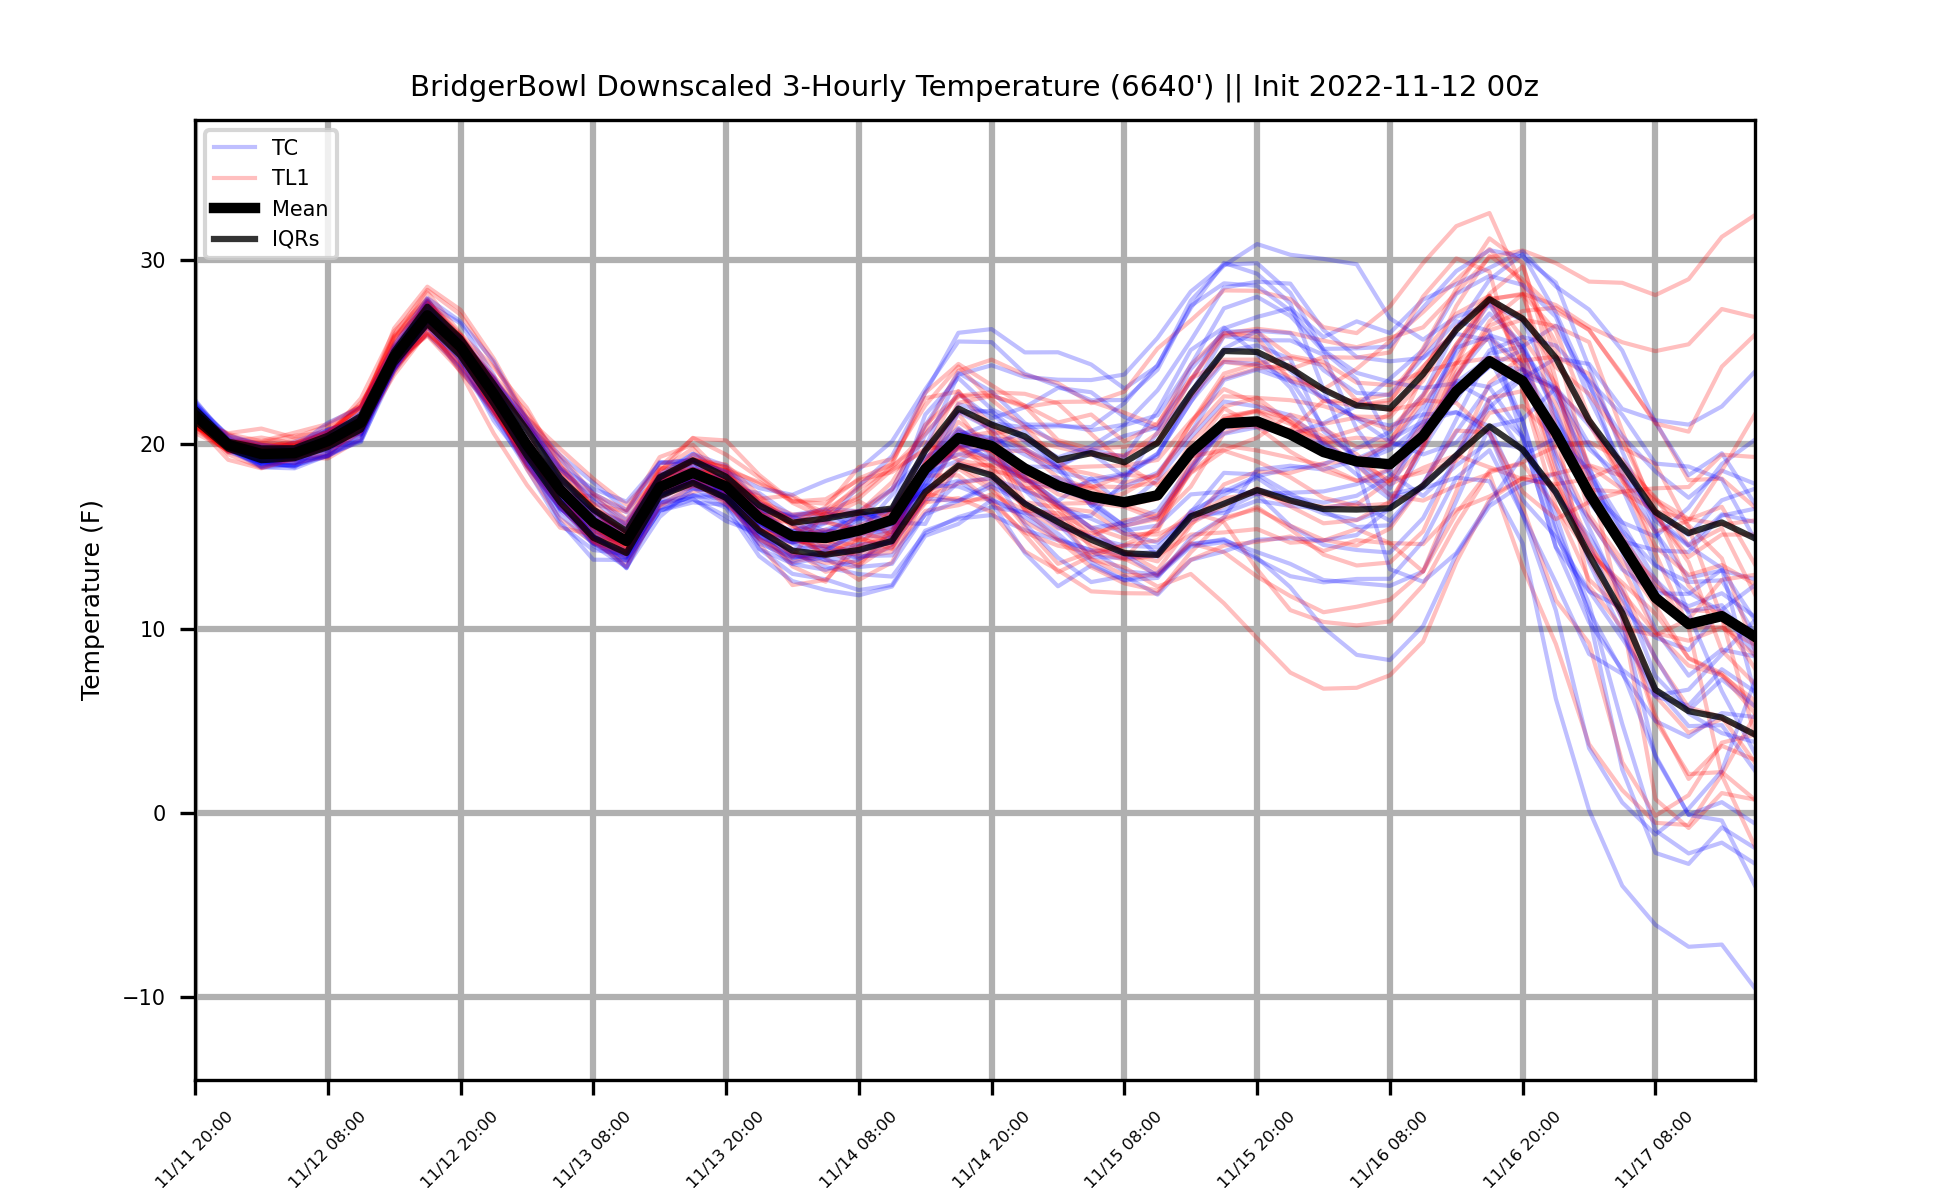 BridgerBowl Downscaled 3-Hourly Temperature (6640') || Init 2022-11-12 00z
TC
TL1
Mean
IQRs
Temperature (F)
30
20
10
0
−10
11/11 20:00
11/12 08:00
11/12 20:00
11/13 08:00
11/13 20:00
11/14 08:00
11/14 20:00
11/15 08:00
11/15 20:00
11/16 08:00
11/16 20:00
11/17 08:00